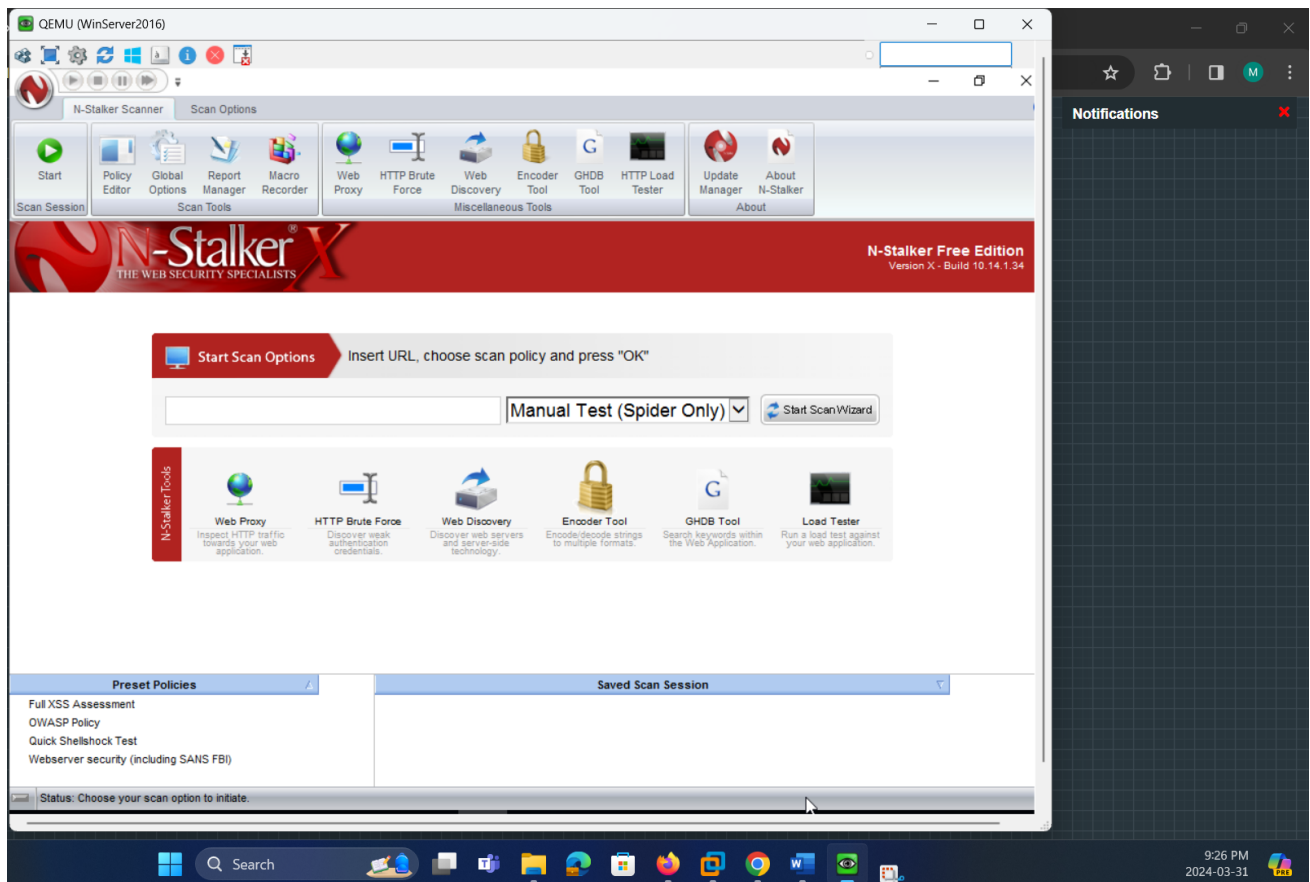 QEMU (WinServer2016)
N-Stalker Scanner Scan Options
Notifications
Start
Policy Editor
Global Options
Report Manager
Macro Recorder
Web Proxy
HTTP Brute Force
Web Discovery
Encoder Tool
GHDB Tool
HTTP Load Tester
Update Manager
About N-Stalker
Scan Session Scan Tools Miscellaneous Tools About
N-Stalker® X
THE WEB SECURITY SPECIALISTS
N-Stalker Free Edition
Version X - Build 10.14.1.34
Start Scan Options Insert URL, choose scan policy and press "OK"
Manual Test (Spider Only) Start Scan Wizard
N-Stalker Tools
Web Proxy
Inspect HTTP traffic
towards your web
application.
HTTP Brute Force
Discover weak
authentication
credentials.
Web Discovery
Discover web servers
and server-side
technology.
Encoder Tool
Encode/decode strings
to multiple formats.
GHDB Tool
Search keywords within
the Web Application.
Load Tester
Run a load test against
your web application.
Preset Policies Saved Scan Session
Full XSS Assessment
OWASP Policy
Quick Shellshock Test
Webserver security (including SANS FBI)
Status: Choose your scan option to initiate.
Search
9:26 PM
2024-03-31
PRE
M
G
G
W